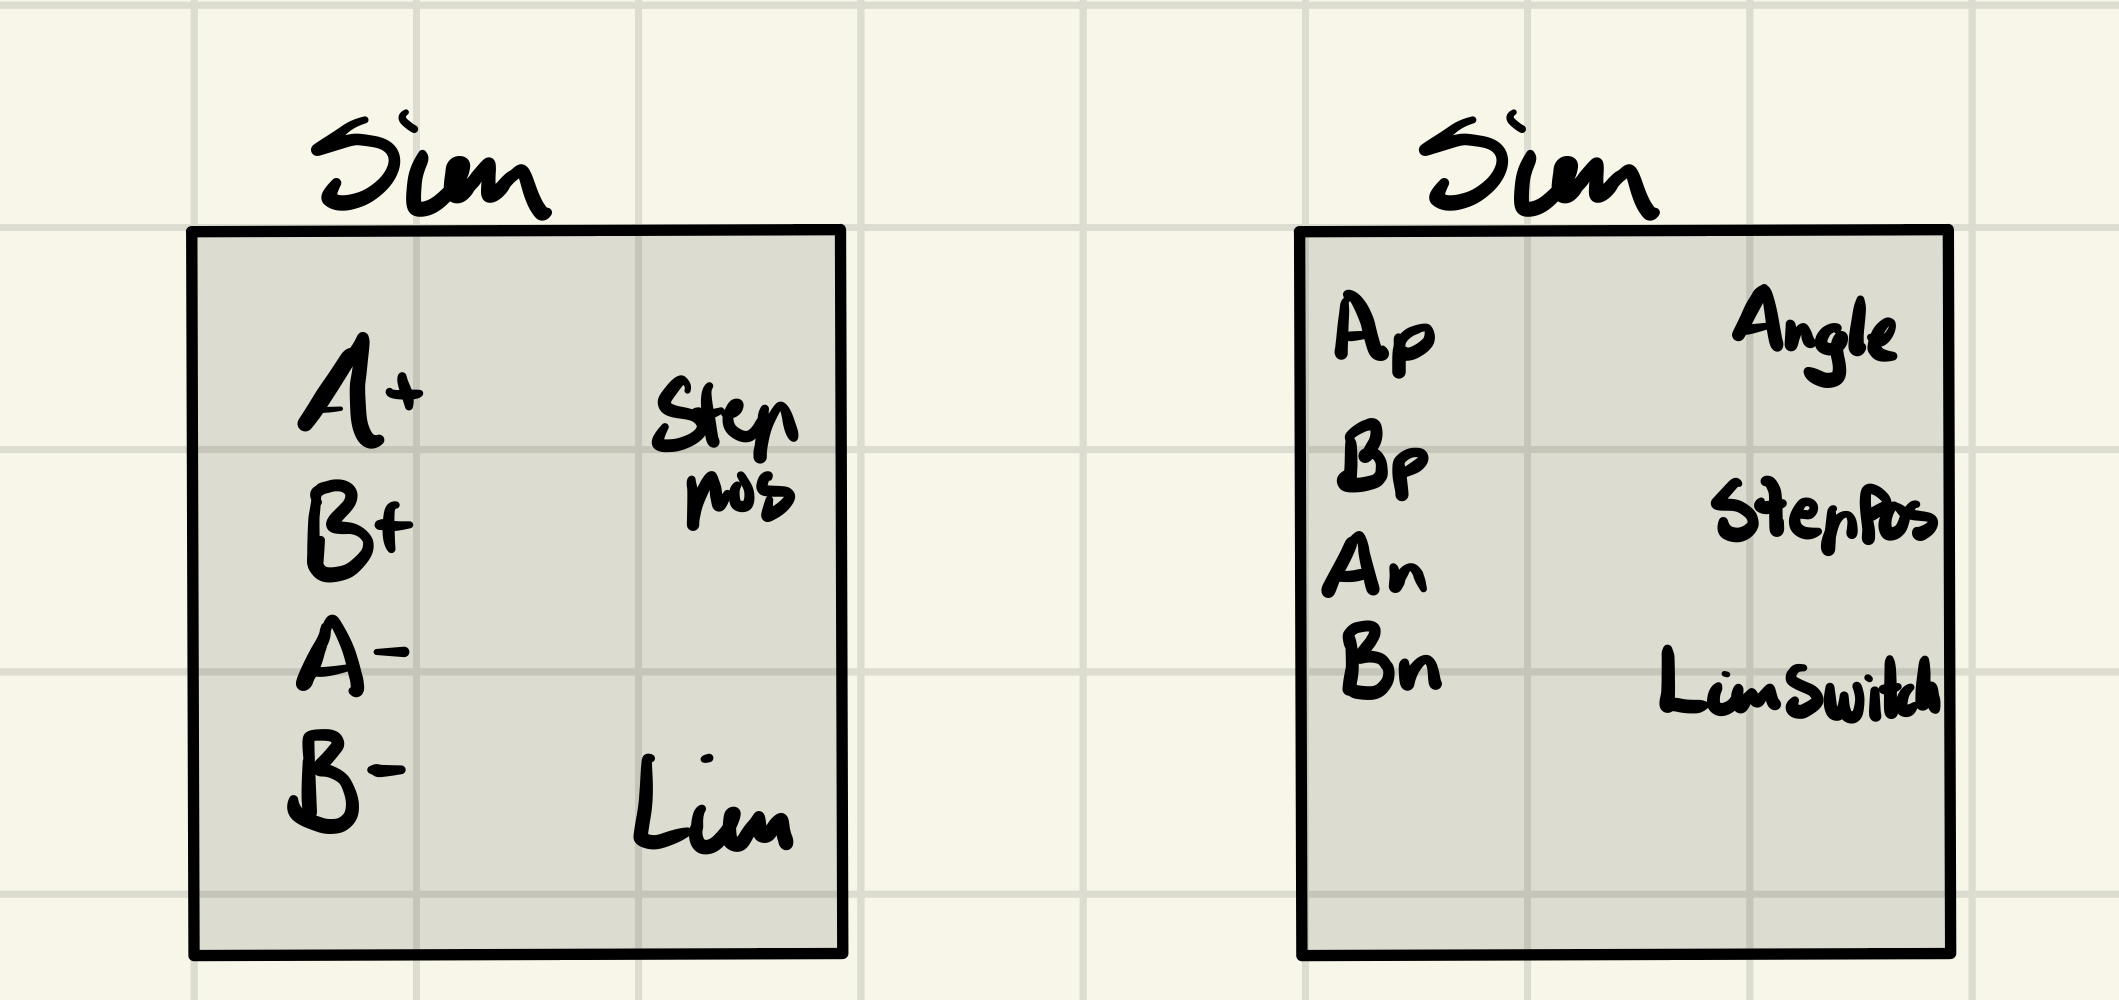 Sim
A+
B+
A-
B-
Step
pos
Lim
Sim
Ap
Bp
An
Bn
Angle
StepPos
LimSwitch